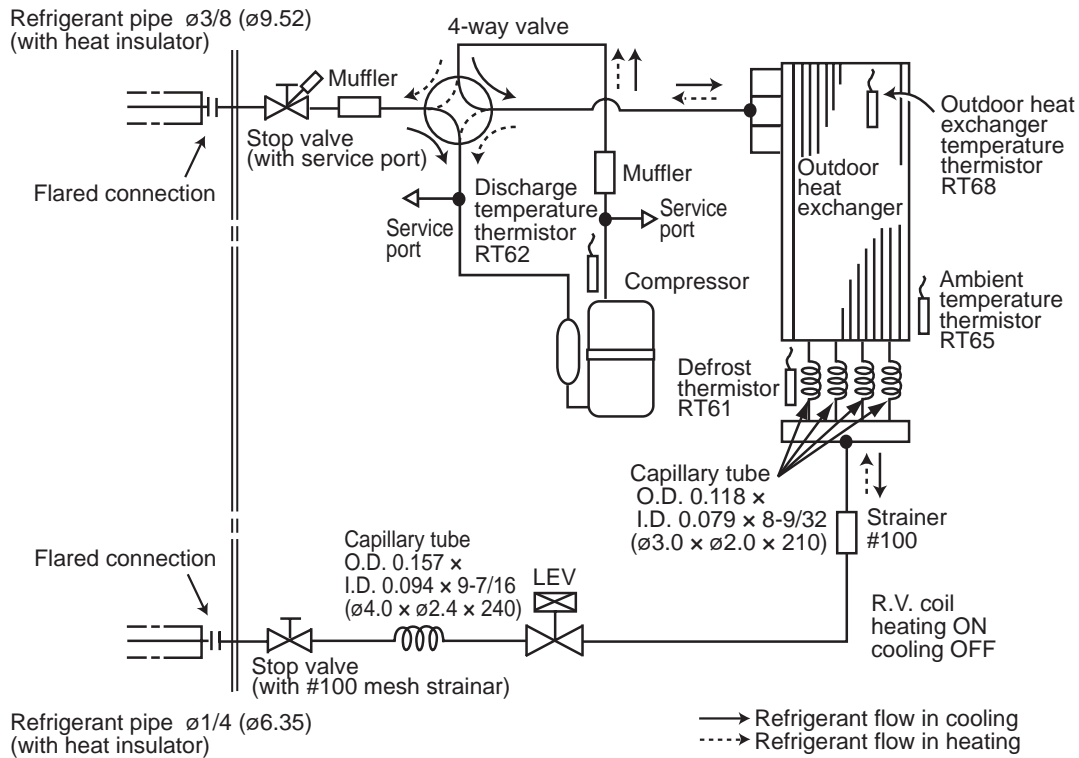 Refrigerant pipe ø3/8 (ø9.52)
(with heat insulator)
4-way valve
Muffler
Stop valve
(with service port)
Flared connection
Service
port
Discharge
temperature
thermistor
RT62
Muffler
Service
port
Compressor
Outdoor
heat
exchanger
Outdoor heat
exchanger
temperature
thermistor
RT68
Ambient
temperature
thermistor
RT65
Defrost
thermistor
RT61
Capillary tube
O.D. 0.118 ×
I.D. 0.079 × 8-9/32
(ø3.0 × ø2.0 × 210)
Strainer
#100
Flared connection
Capillary tube
O.D. 0.157 ×
I.D. 0.094 × 9-7/16
(ø4.0 × ø2.4 × 240)
LEV
R.V. coil
heating ON
cooling OFF
Stop valve
(with #100 mesh strainar)
Refrigerant pipe ø1/4 (ø6.35)
(with heat insulator)
Refrigerant flow in cooling
Refrigerant flow in heating